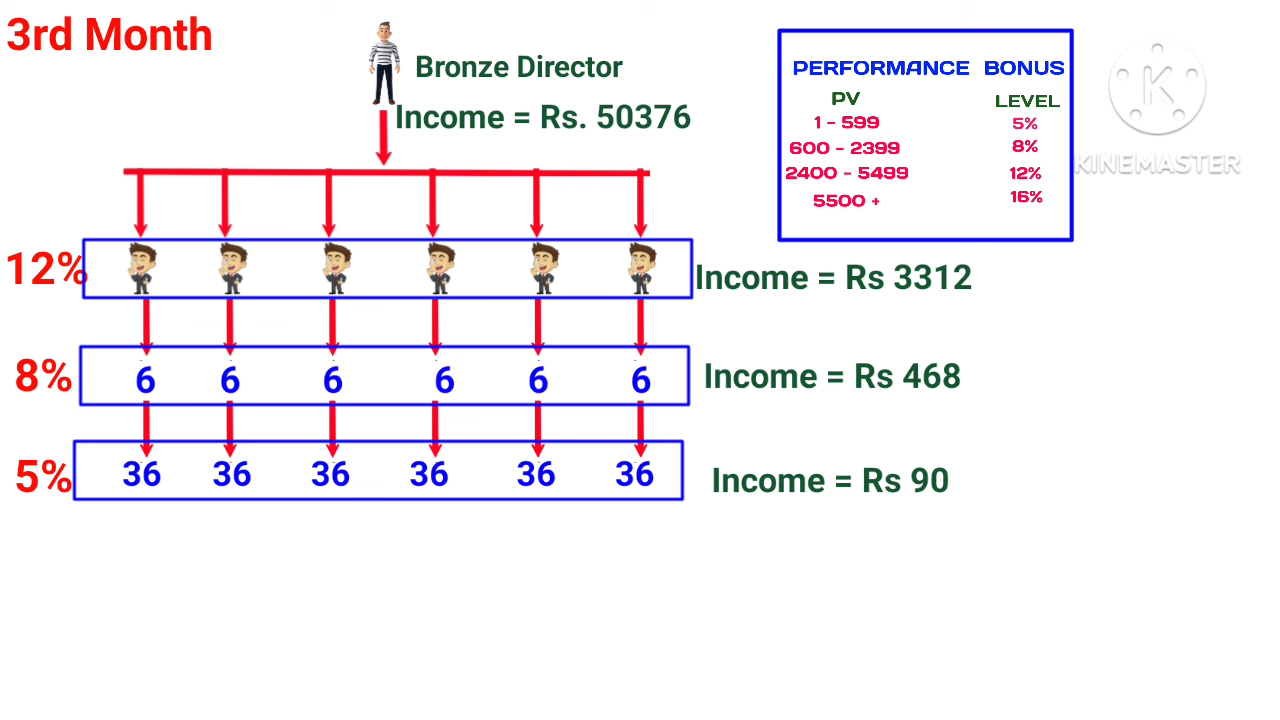 3rd Month
Bronze Director
Income = Rs. 50376
PERFORMANCE BONUS
PV LEVEL
1 - 599 5%
600 - 2399 8%
2400 - 5499 12%
5500 + 16%
K
KINEMASTER
12%
Income = Rs 3312
8% 6 6 6 6 6 6 Income = Rs 468
5% 36 36 36 36 36 36 Income = Rs 90